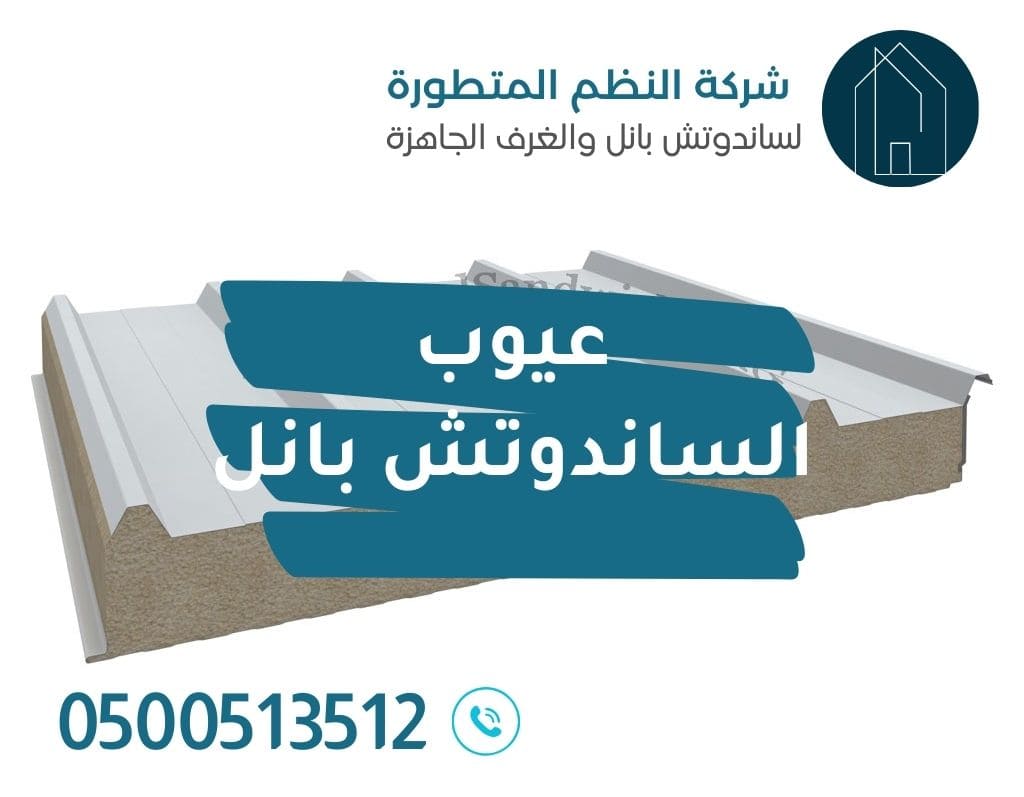 شركة النظم المتطورة
لساندوتش بانل والغرف الجاهزة
عيوب
الساندوتش بانل
0500513512